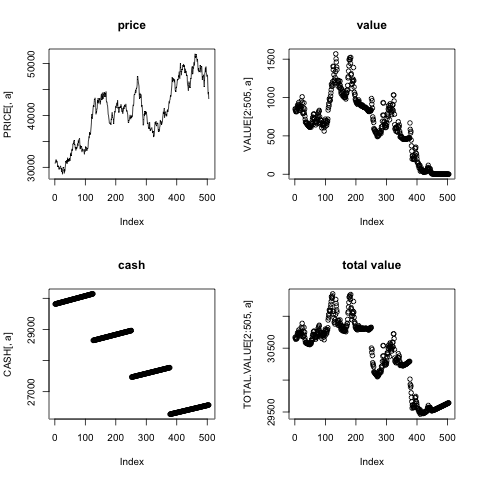 price
PRICE[, a]
30000
40000
50000
0
100
200
300
400
500
Index
value
VALUE[2:505, a]
0
500
1000
1500
0
100
200
300
400
500
Index
cash
CASH[, a]
27000
29000
0
100
200
300
400
500
Index
total value
TOTAL.VALUE[2:505, a]
29500
30500
0
100
200
300
400
500
Index